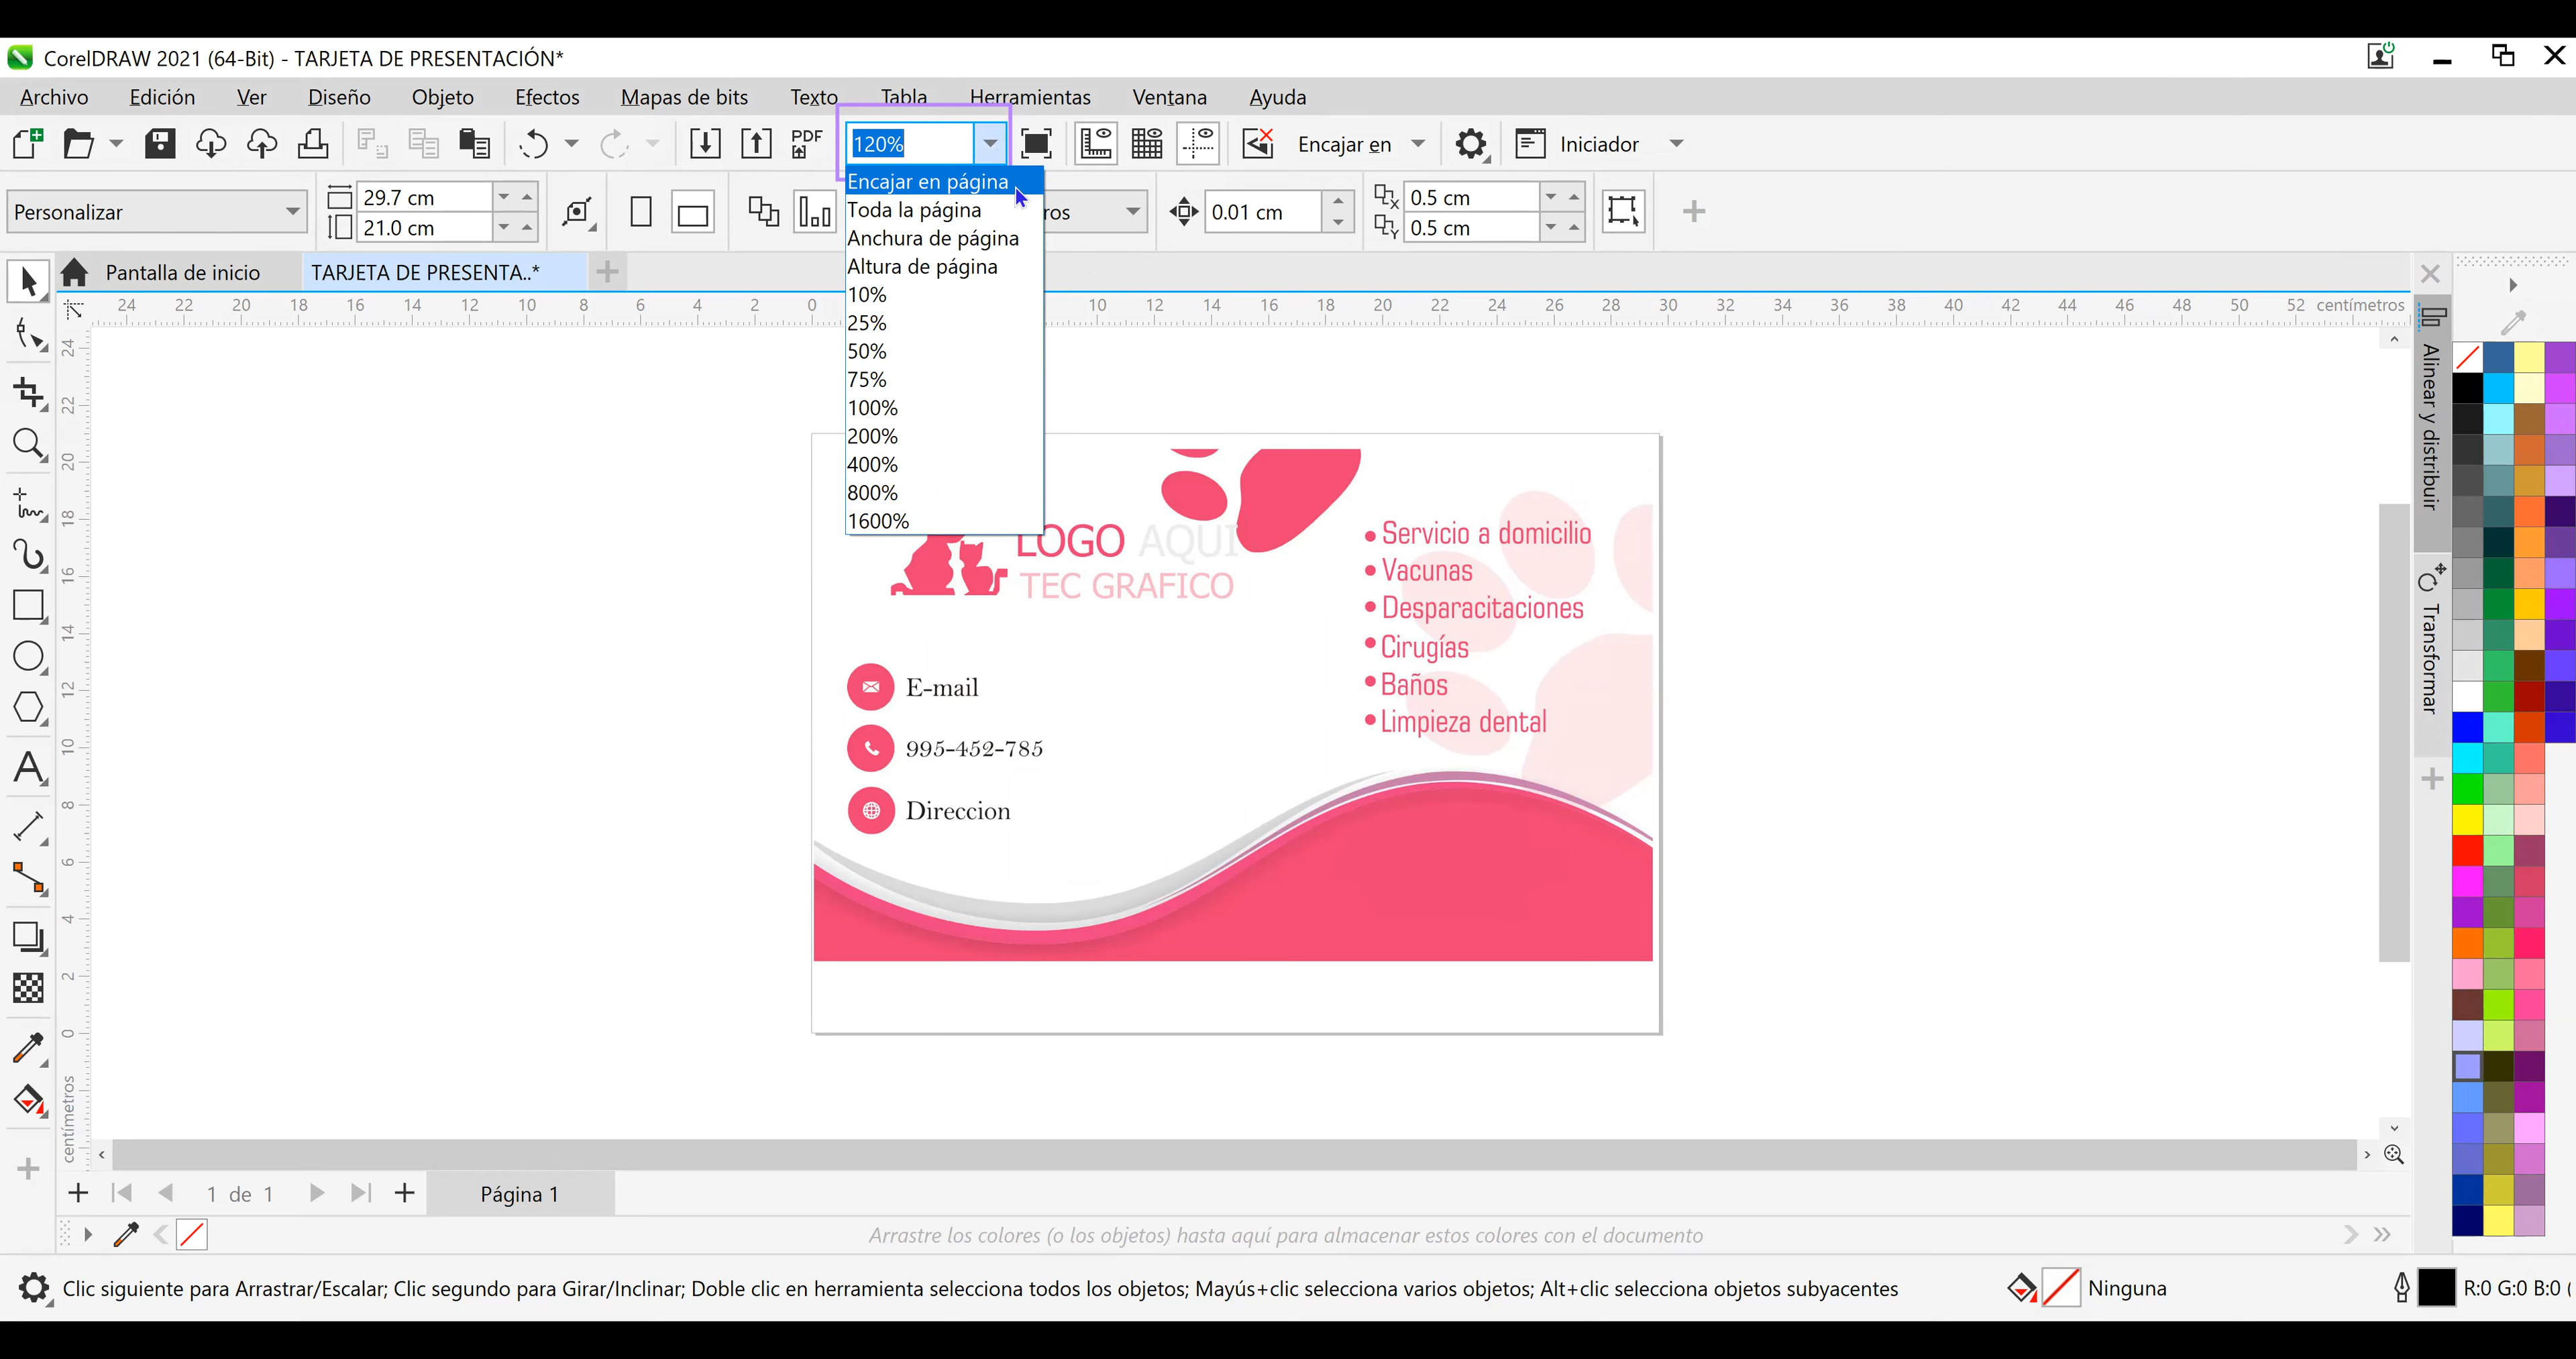 CorelDRAW 2021 (64-Bit) - TARJETA DE PRESENTACIÓN*
Archivo Edición Ver Diseño Objeto Efectos Mapas de bits Texto Tabla Herramientas Ventana Ayuda
PDF 120% Encajar en Iniciador
Personalizar 29.7 cm 21.0 cm ros 0.01 cm 0.5 cm 0.5 cm
Encajar en página
Toda la página
Anchura de página
Altura de página
10%
25%
50%
75%
100%
200%
400%
800%
1600%
Pantalla de inicio TARJETA DE PRESENTA..*
24 22 20 18 16 14 12 10 8 6 4 2 0 10 12 14 16 18 20 22 24 26 28 30 32 34 36 38 40 42 44 46 48 50 52 centímetros
24
22
20
18
16
14
12
10
8
6
4
2
0
centímetros
LOGO AQUI
TEC GRAFICO
• Servicio a domicilio
• Vacunas
• Desparacitaciones
• Cirugías
• Baños
• Limpieza dental
E-mail
995-452-785
Direccion
Alinear y distribuir
Transformar
1 de 1 Página 1
Arrastre los colores (o los objetos) hasta aquí para almacenar estos colores con el documento
Clic siguiente para Arrastrar/Escalar; Clic segundo para Girar/Inclinar; Doble clic en herramienta selecciona todos los objetos; Mayús+clic selecciona varios objetos; Alt+clic selecciona objetos subyacentes Ninguna R:0 G:0 B:0 (